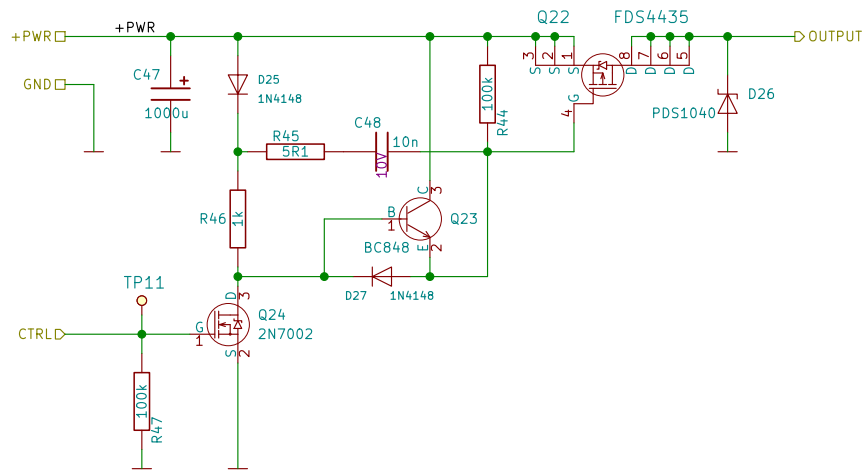 Q22 FDS4435
+PWR +PWR OUTPUT
3 2 1 8 7 6 5
S S S D D D D
C47 + D25 D26
GND 1N4148 100k G
1000u R44 4 PDS1040
C48
R45 10n
5R1 10V
C 3
R46 1k B 1 Q23
BC848 E 2
TP11 D27 1N4148
D 3 Q24
CTRL G 1 2N7002
S 2
100k R47